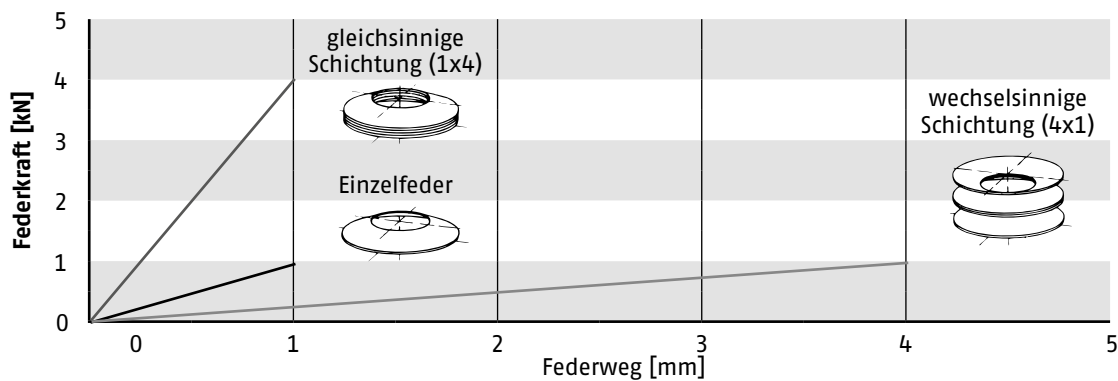 5
4
3
2
1
0
Federkraft [kN]
gleichsinnige
Schichtung (1x4)
Einzelfeder
wechselsinnige
Schichtung (4x1)
0 1 2 3 4 5
Federweg [mm]